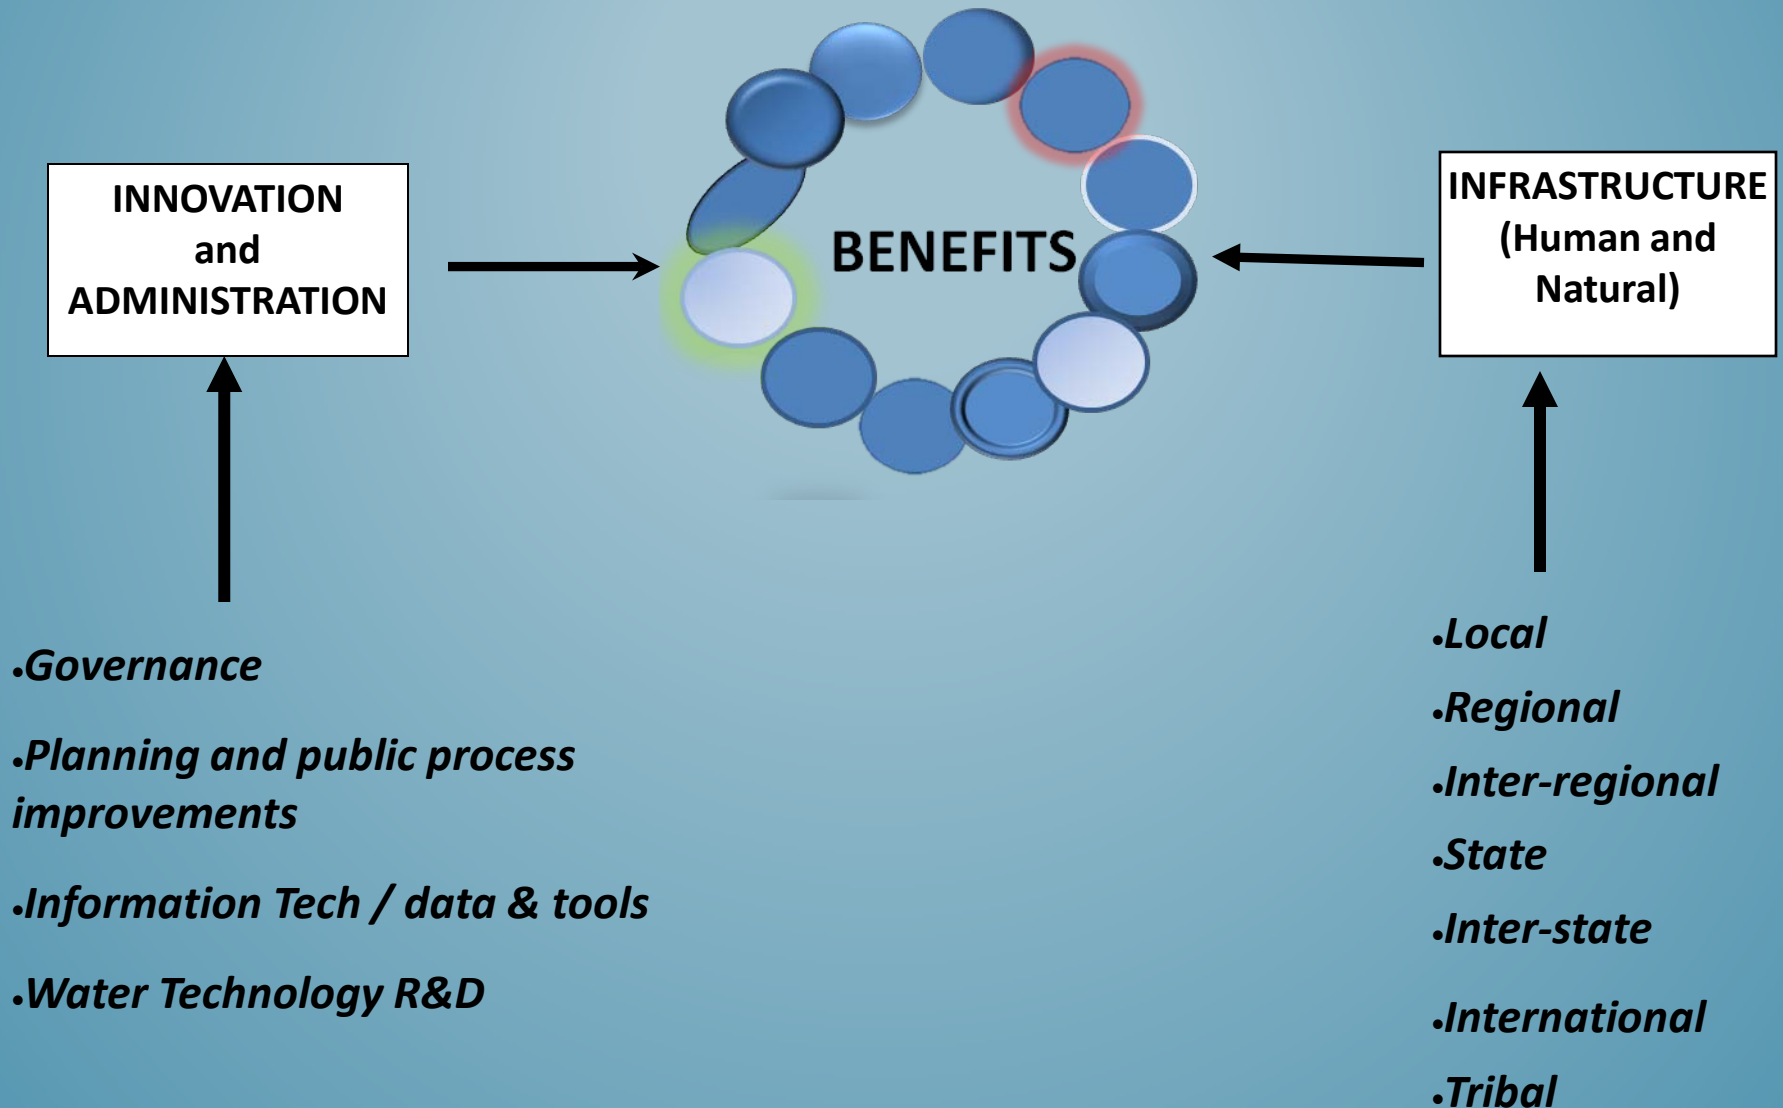 INNOVATION
and
ADMINISTRATION
BENEFITS
INFRASTRUCTURE
(Human and
Natural)
•Governance
•Planning and public process
improvements
•Information Tech / data & tools
•Water Technology R&D
•Local
•Regional
•Inter-regional
•State
•Inter-state
•International
•Tribal